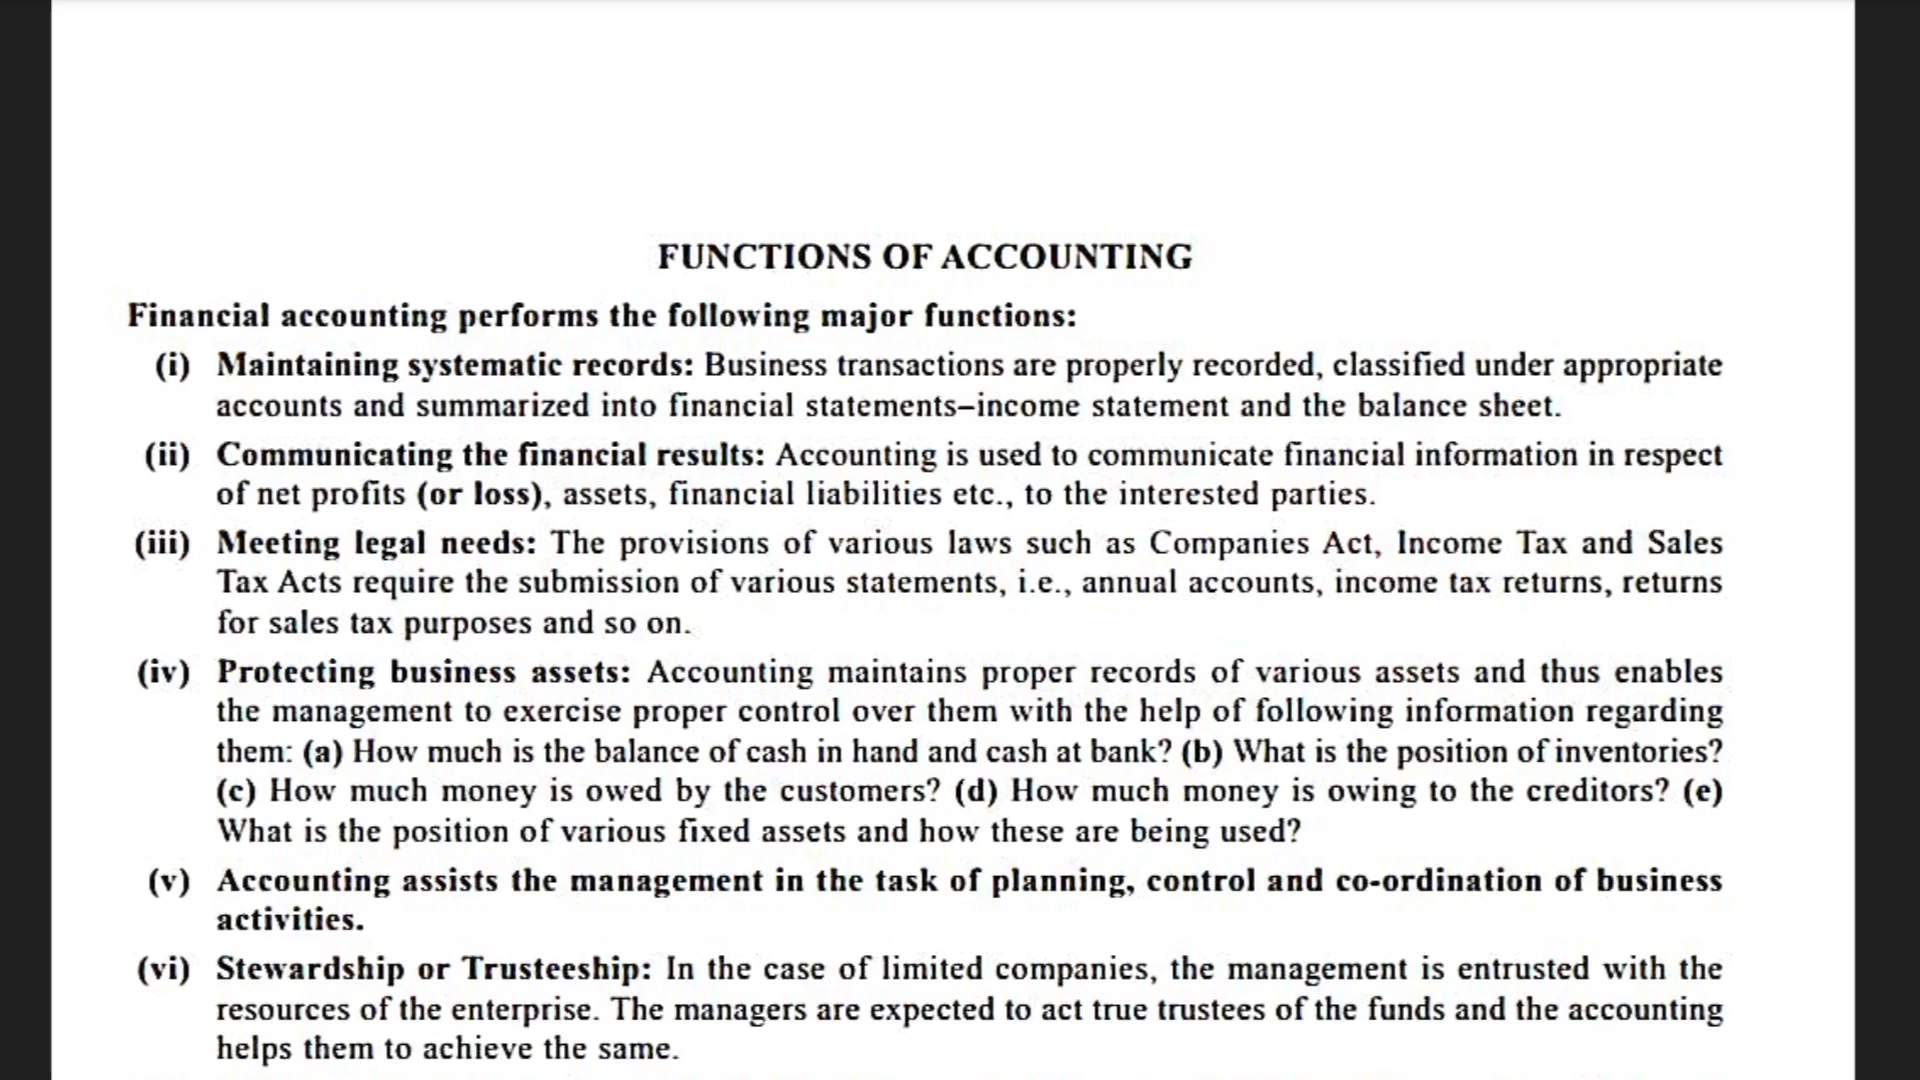 FUNCTIONS OF ACCOUNTING
Financial accounting performs the following major functions:
(i) Maintaining systematic records: Business transactions are properly recorded, classified under appropriate
accounts and summarized into financial statements–income statement and the balance sheet.
(ii) Communicating the financial results: Accounting is used to communicate financial information in respect
of net profits (or loss), assets, financial liabilities etc., to the interested parties.
(iii) Meeting legal needs: The provisions of various laws such as Companies Act, Income Tax and Sales
Tax Acts require the submission of various statements, i.e., annual accounts, income tax returns, returns
for sales tax purposes and so on.
(iv) Protecting business assets: Accounting maintains proper records of various assets and thus enables
the management to exercise proper control over them with the help of following information regarding
them: (a) How much is the balance of cash in hand and cash at bank? (b) What is the position of inventories?
(c) How much money is owed by the customers? (d) How much money is owing to the creditors? (e)
What is the position of various fixed assets and how these are being used?
(v) Accounting assists the management in the task of planning, control and co-ordination of business
activities.
(vi) Stewardship or Trusteeship: In the case of limited companies, the management is entrusted with the
resources of the enterprise. The managers are expected to act true trustees of the funds and the accounting
helps them to achieve the same.